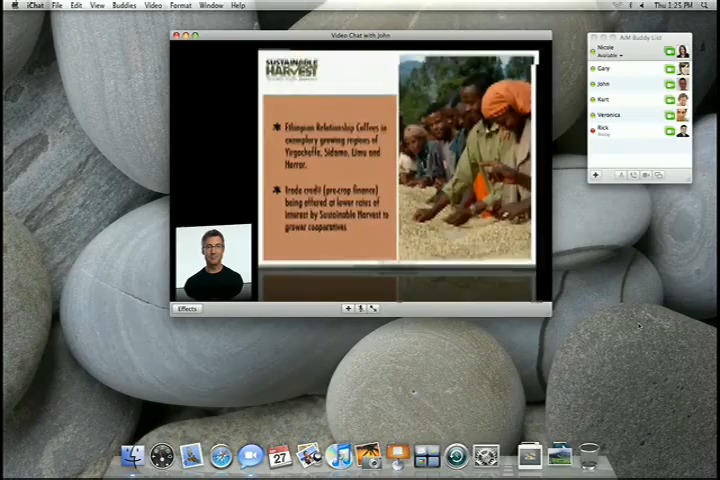 iChat File Edit View Buddies Video Format Window Help
Thu 1:25 PM
Video Chat with John
SUSTAINABLE
HARVEST
Ethiopian Relationship Coffees in
exemplary growing regions of
Yirgacheffe, Sidamo, Limu and
Harrar.
Trade credit (pre-crop finance)
being offered at lower rates of
interest by Sustainable Harvest to
grower cooperatives
Effects
AIM Buddy List
Nicole
Available
Gary
John
Kurt
Veronica
Rick
Away
27